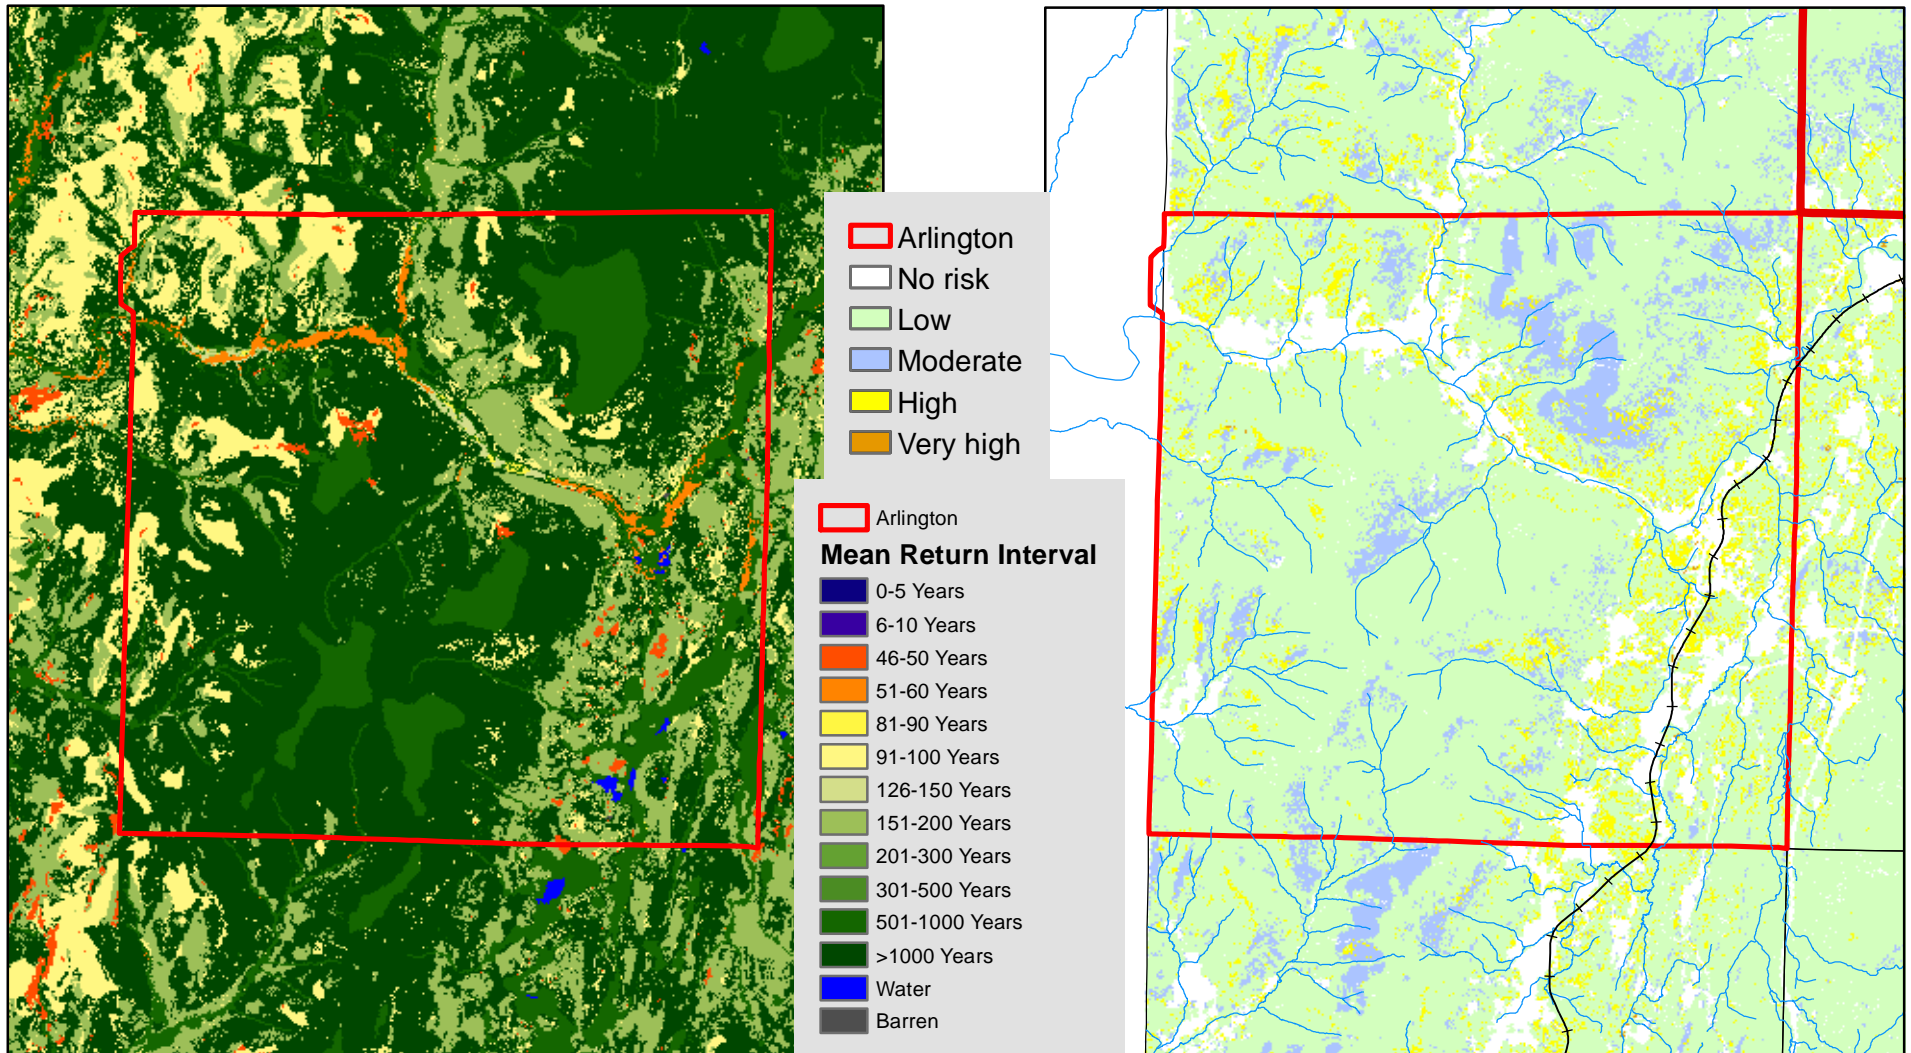 Arlington
No risk
Low
Moderate
High
Very high
Arlington
Mean Return Interval
0-5 Years
6-10 Years
46-50 Years
51-60 Years
81-90 Years
91-100 Years
126-150 Years
151-200 Years
201-300 Years
301-500 Years
501-1000 Years
>1000 Years
Water
Barren